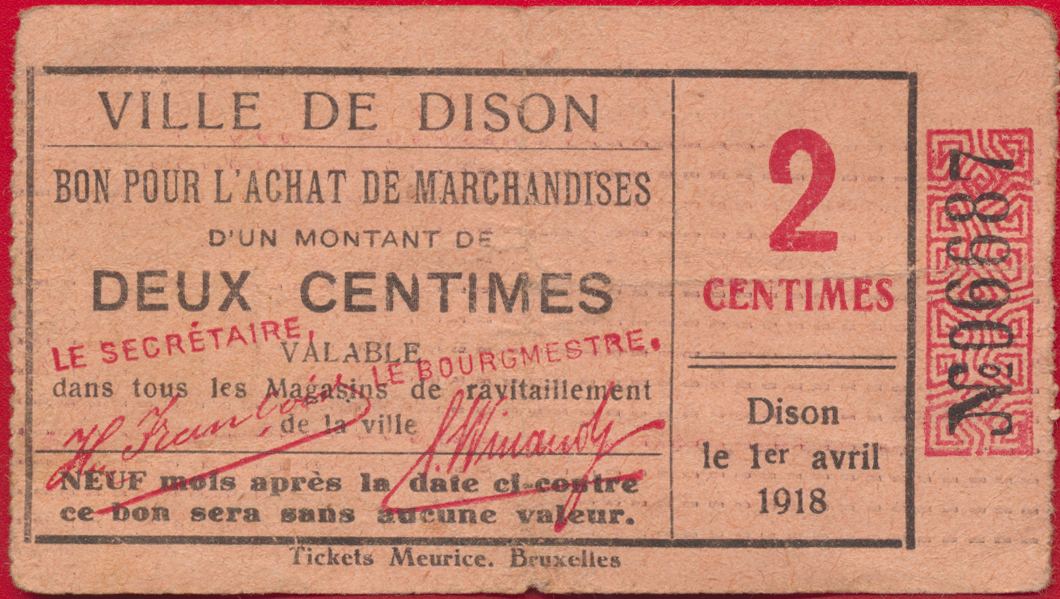 VILLE DE DISON
BON POUR L'ACHAT DE MARCHANDISES
D'UN MONTANT DE
DEUX CENTIMES
LE SECRÉTAIRE,
VALABLE
LE BOURGMESTRE.
dans tous les Magasins de ravitaillement
de la ville
H. François
Winandy
NEUF mois après la date ci-contre
ce bon sera sans aucune valeur.
2
CENTIMES
Dison
le 1er avril
1918
№ 06687
Tickets Meurice. Bruxelles